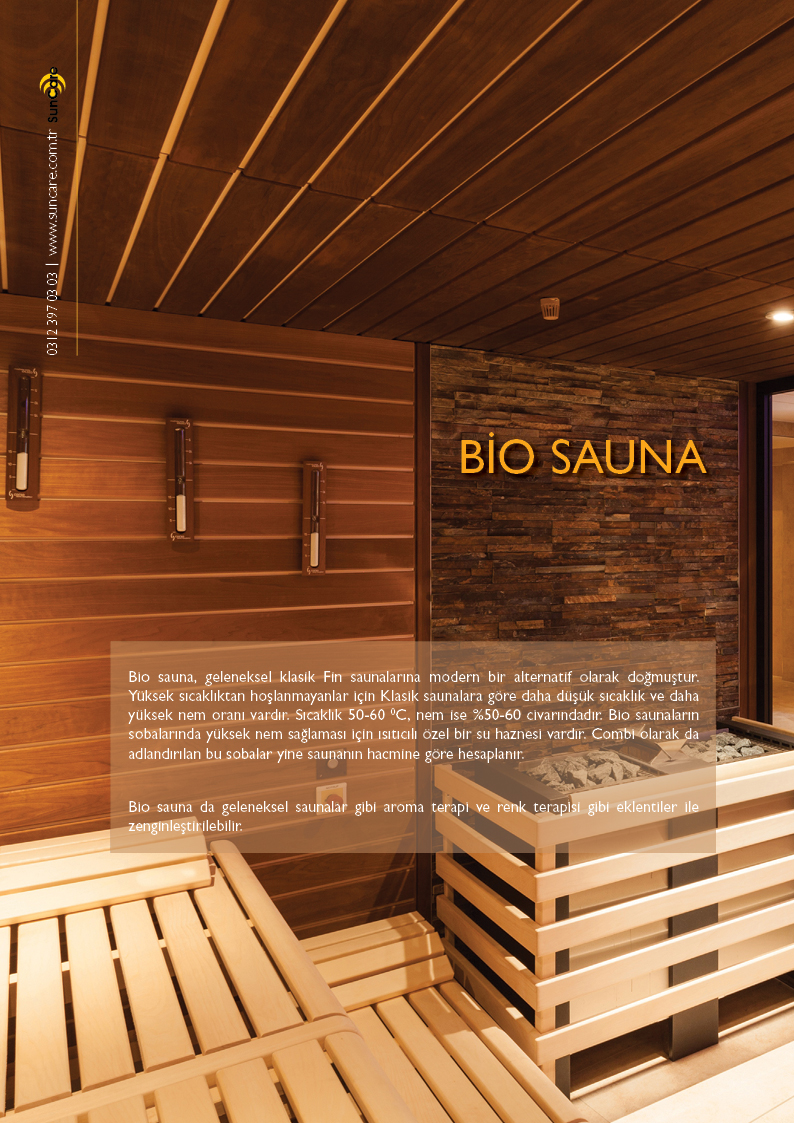 SunCare
0312 397 03 03 | www.suncare.com.tr
BİO SAUNA
Bio sauna, geleneksel klasik Fin saunalarına modern bir alternatif olarak doğmuştur.
Yüksek sıcaklıktan hoşlanmayanlar için Klasik saunalara göre daha düşük sıcaklık ve daha
yüksek nem oranı vardır. Sıcaklık 50-60 ⁰C, nem ise %50-60 civarındadır. Bio saunaların
sobalarında yüksek nem sağlaması için ısıtıcılı özel bir su haznesi vardır. Combi olarak da
adlandırılan bu sobalar yine saunanın hacmine göre hesaplanır.
Bio sauna da geleneksel saunalar gibi aroma terapi ve renk terapisi gibi eklentiler ile
zenginleştirilebilir.